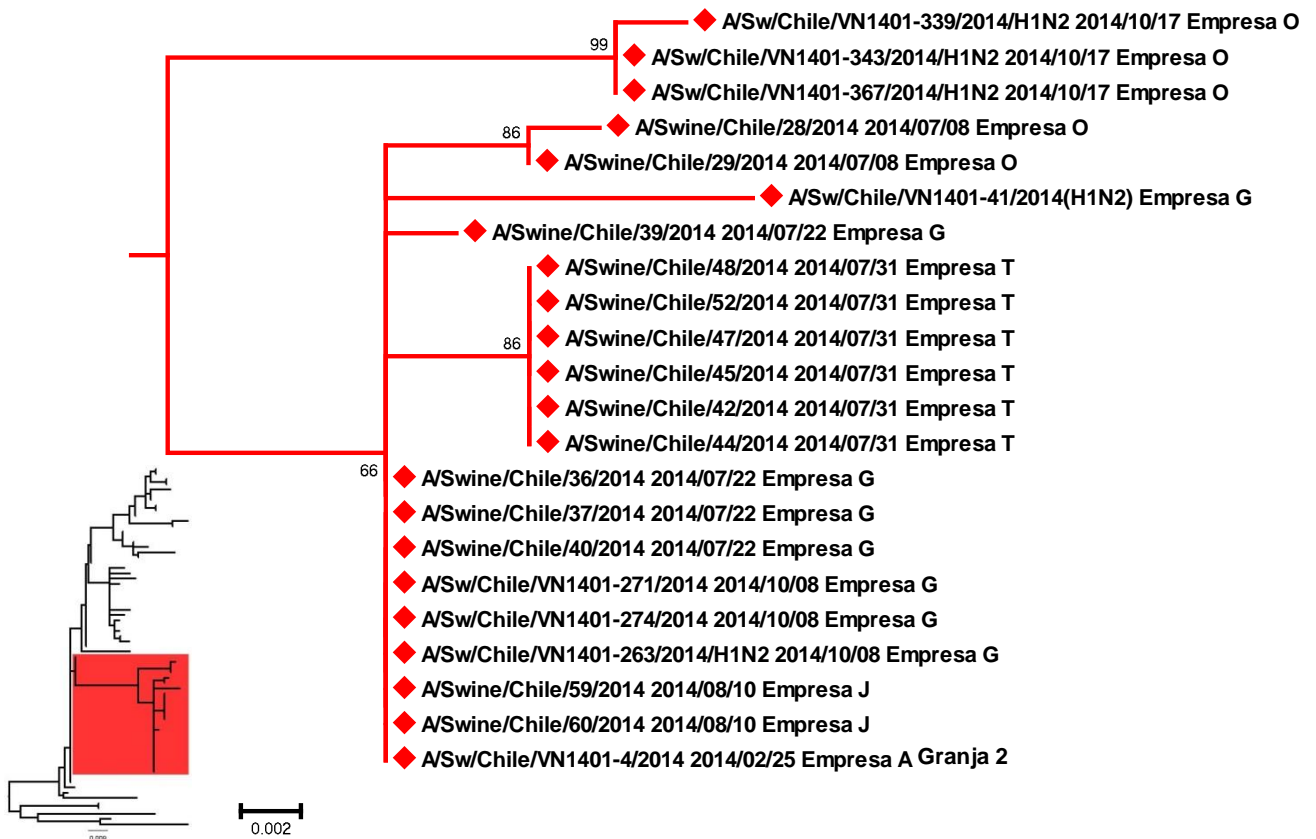 A/Sw/Chile/VN1401-339/2014/H1N2 2014/10/17 Empresa O
99
A/Sw/Chile/VN1401-343/2014/H1N2 2014/10/17 Empresa O
A/Sw/Chile/VN1401-367/2014/H1N2 2014/10/17 Empresa O
A/Swine/Chile/28/2014 2014/07/08 Empresa O
86
A/Swine/Chile/29/2014 2014/07/08 Empresa O
A/Sw/Chile/VN1401-41/2014(H1N2) Empresa G
A/Swine/Chile/39/2014 2014/07/22 Empresa G
A/Swine/Chile/48/2014 2014/07/31 Empresa T
A/Swine/Chile/52/2014 2014/07/31 Empresa T
A/Swine/Chile/47/2014 2014/07/31 Empresa T
86
A/Swine/Chile/45/2014 2014/07/31 Empresa T
A/Swine/Chile/42/2014 2014/07/31 Empresa T
A/Swine/Chile/44/2014 2014/07/31 Empresa T
66
A/Swine/Chile/36/2014 2014/07/22 Empresa G
A/Swine/Chile/37/2014 2014/07/22 Empresa G
A/Swine/Chile/40/2014 2014/07/22 Empresa G
A/Sw/Chile/VN1401-271/2014 2014/10/08 Empresa G
A/Sw/Chile/VN1401-274/2014 2014/10/08 Empresa G
A/Sw/Chile/VN1401-263/2014/H1N2 2014/10/08 Empresa G
A/Swine/Chile/59/2014 2014/08/10 Empresa J
A/Swine/Chile/60/2014 2014/08/10 Empresa J
A/Sw/Chile/VN1401-4/2014 2014/02/25 Empresa A Granja 2
0.002